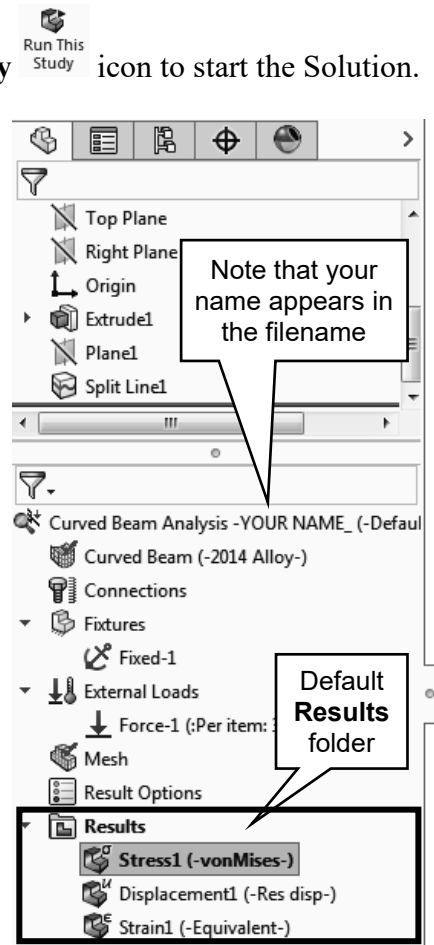 Run This
Study
y icon to start the Solution.
Top Plane
Right Plane
Note that your
name appears in
the filename
Origin
Extrude1
Plane1
Split Line1
Curved Beam Analysis -YOUR NAME_ (-Defaul
Curved Beam (-2014 Alloy-)
Connections
Fixtures
Fixed-1
External Loads
Force-1 (:Per item:
Default
Results
folder
Mesh
Result Options
Results
Stress1 (-vonMises-)
Displacement1 (-Res disp-)
Strain1 (-Equivalent-)